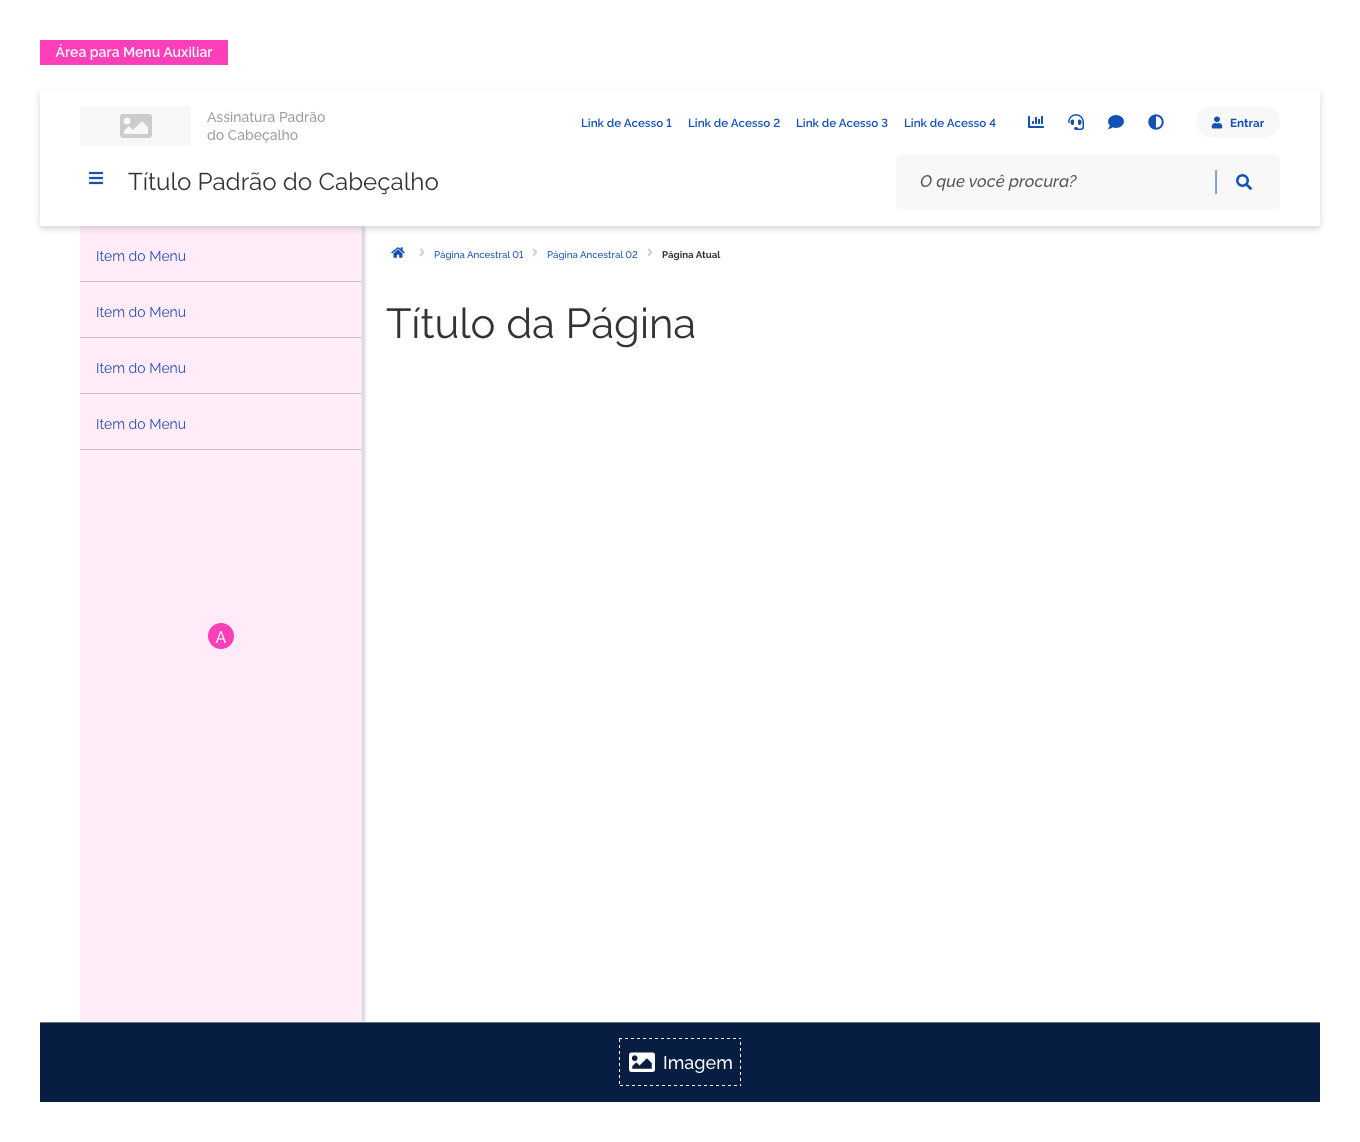 Área para Menu Auxiliar
Assinatura Padrão
do Cabeçalho
Link de Acesso 1 Link de Acesso 2 Link de Acesso 3 Link de Acesso 4 Entrar
Título Padrão do Cabeçalho
O que você procura?
Item do Menu
Item do Menu
Item do Menu
Item do Menu
A
Página Ancestral 01 Página Ancestral 02 Página Atual
Título da Página
Imagem